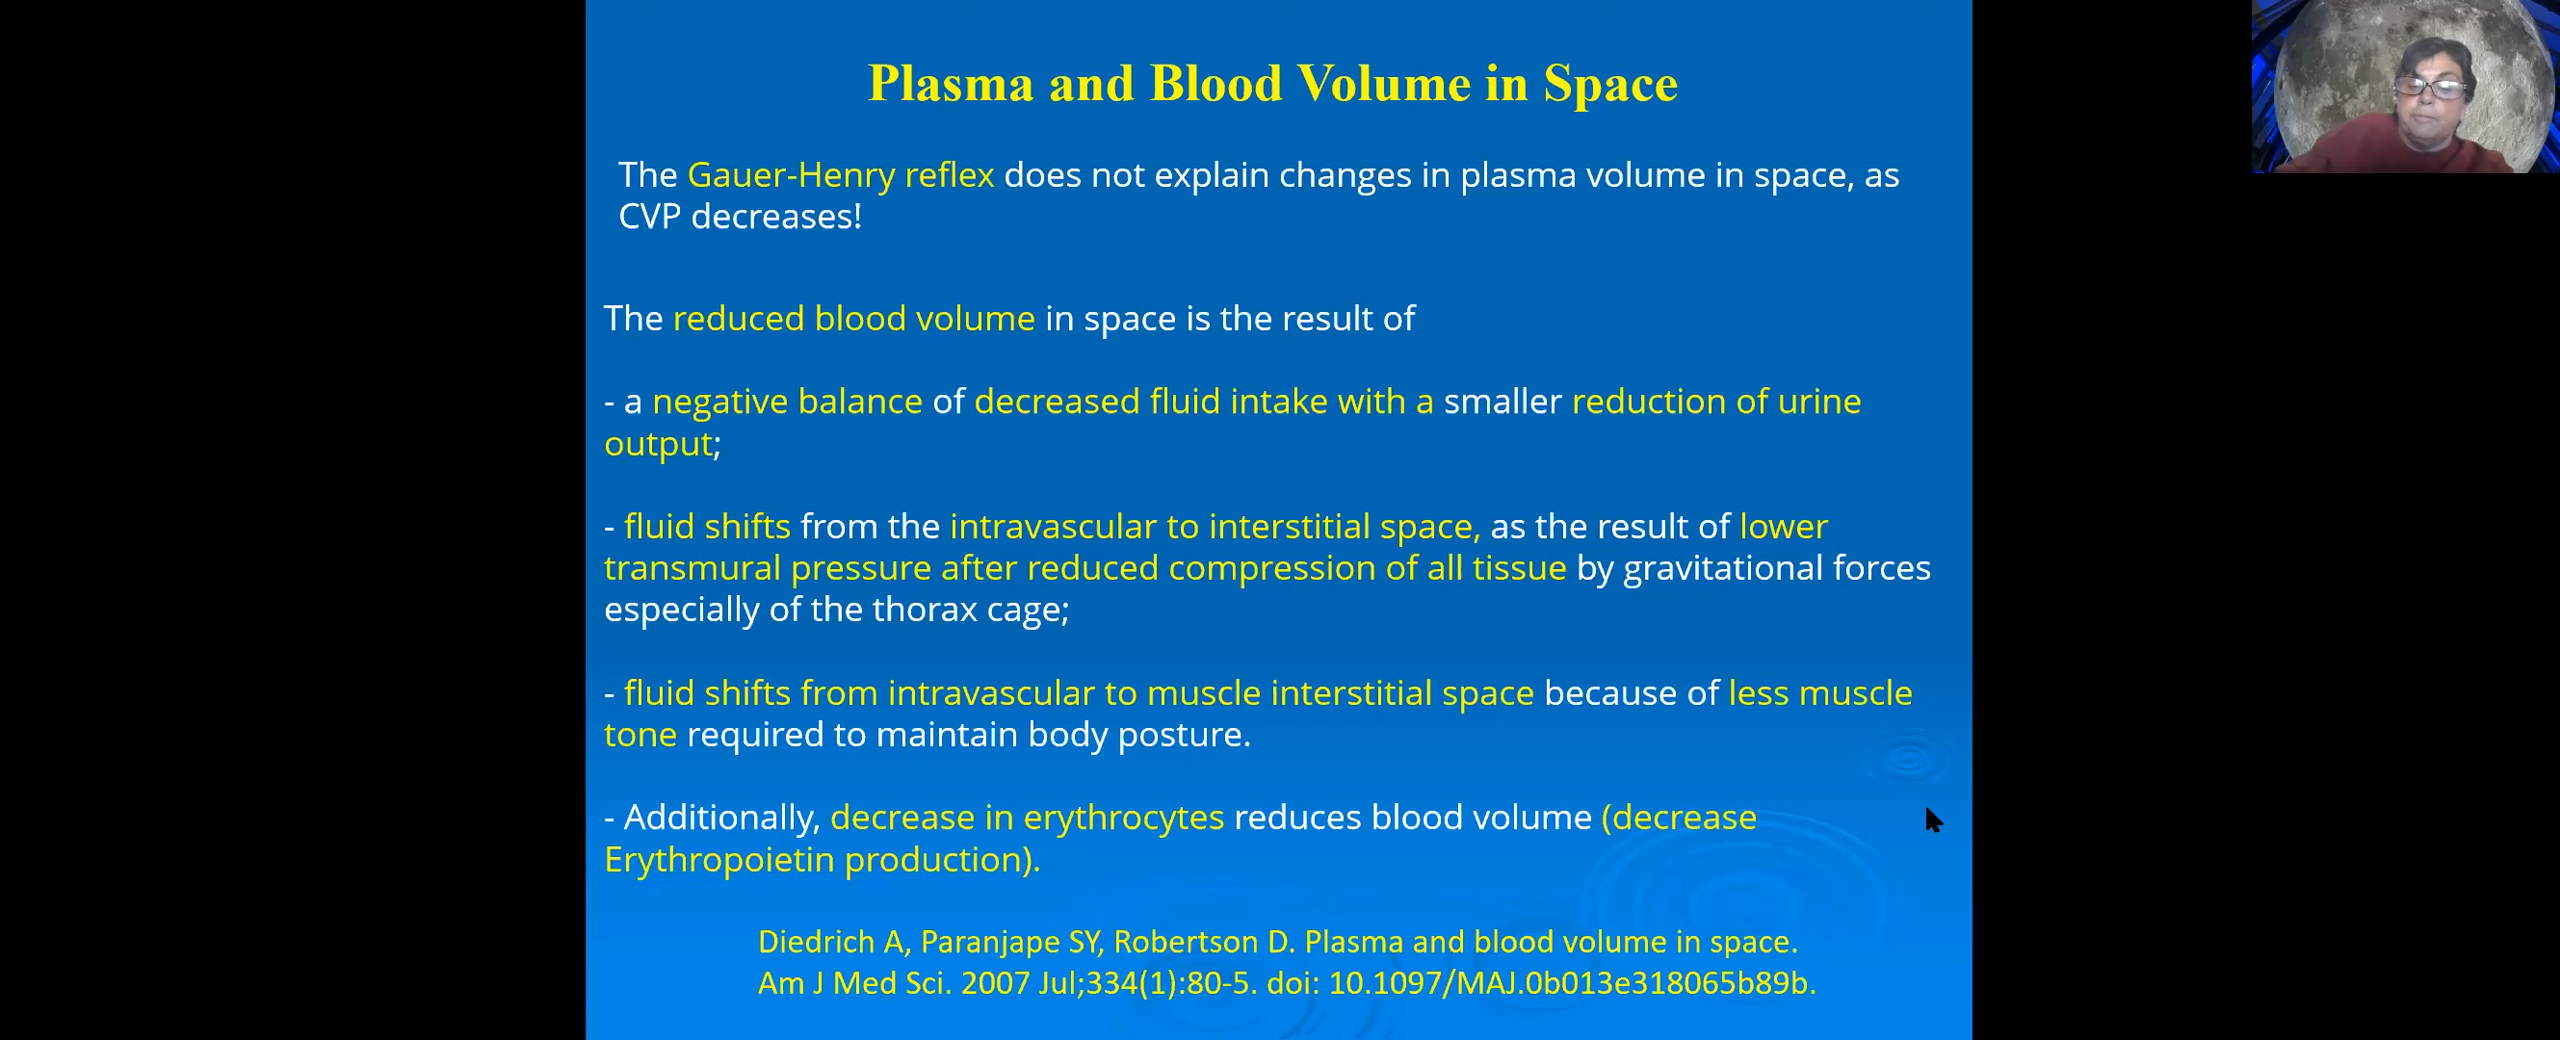 Plasma and Blood Volume in Space
The Gauer-Henry reflex does not explain changes in plasma volume in space, as
CVP decreases!
The reduced blood volume in space is the result of
- a negative balance of decreased fluid intake with a smaller reduction of urine
output;
- fluid shifts from the intravascular to interstitial space, as the result of lower
transmural pressure after reduced compression of all tissue by gravitational forces
especially of the thorax cage;
- fluid shifts from intravascular to muscle interstitial space because of less muscle
tone required to maintain body posture.
- Additionally, decrease in erythrocytes reduces blood volume (decrease
Erythropoietin production).
Diedrich A, Paranjape SY, Robertson D. Plasma and blood volume in space.
Am J Med Sci. 2007 Jul;334(1):80-5. doi: 10.1097/MAJ.0b013e318065b89b.